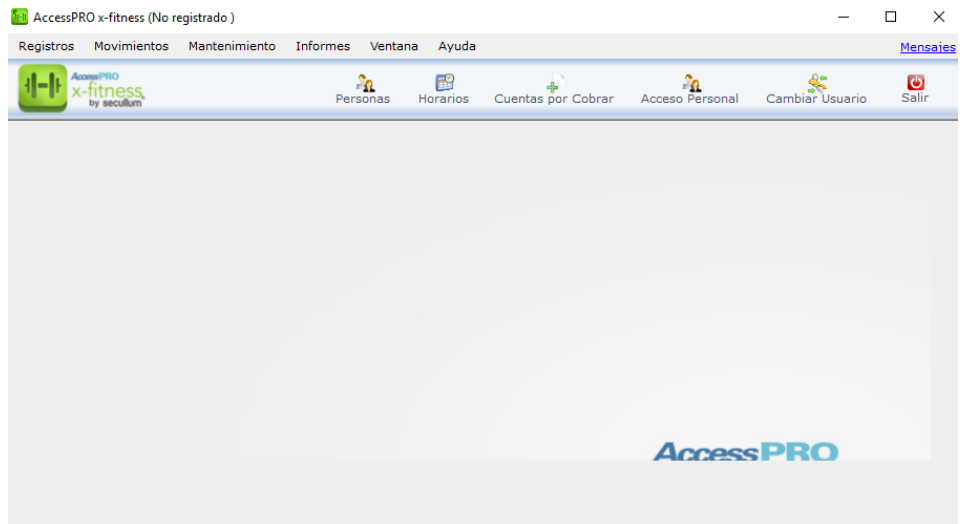 AccessPRO x-fitness (No registrado )
Registros Movimientos Mantenimiento Informes Ventana Ayuda Mensajes
AccessPRO
x-fitness
by secullum
Personas Horarios Cuentas por Cobrar Acceso Personal Cambiar Usuario Salir
AccessPRO